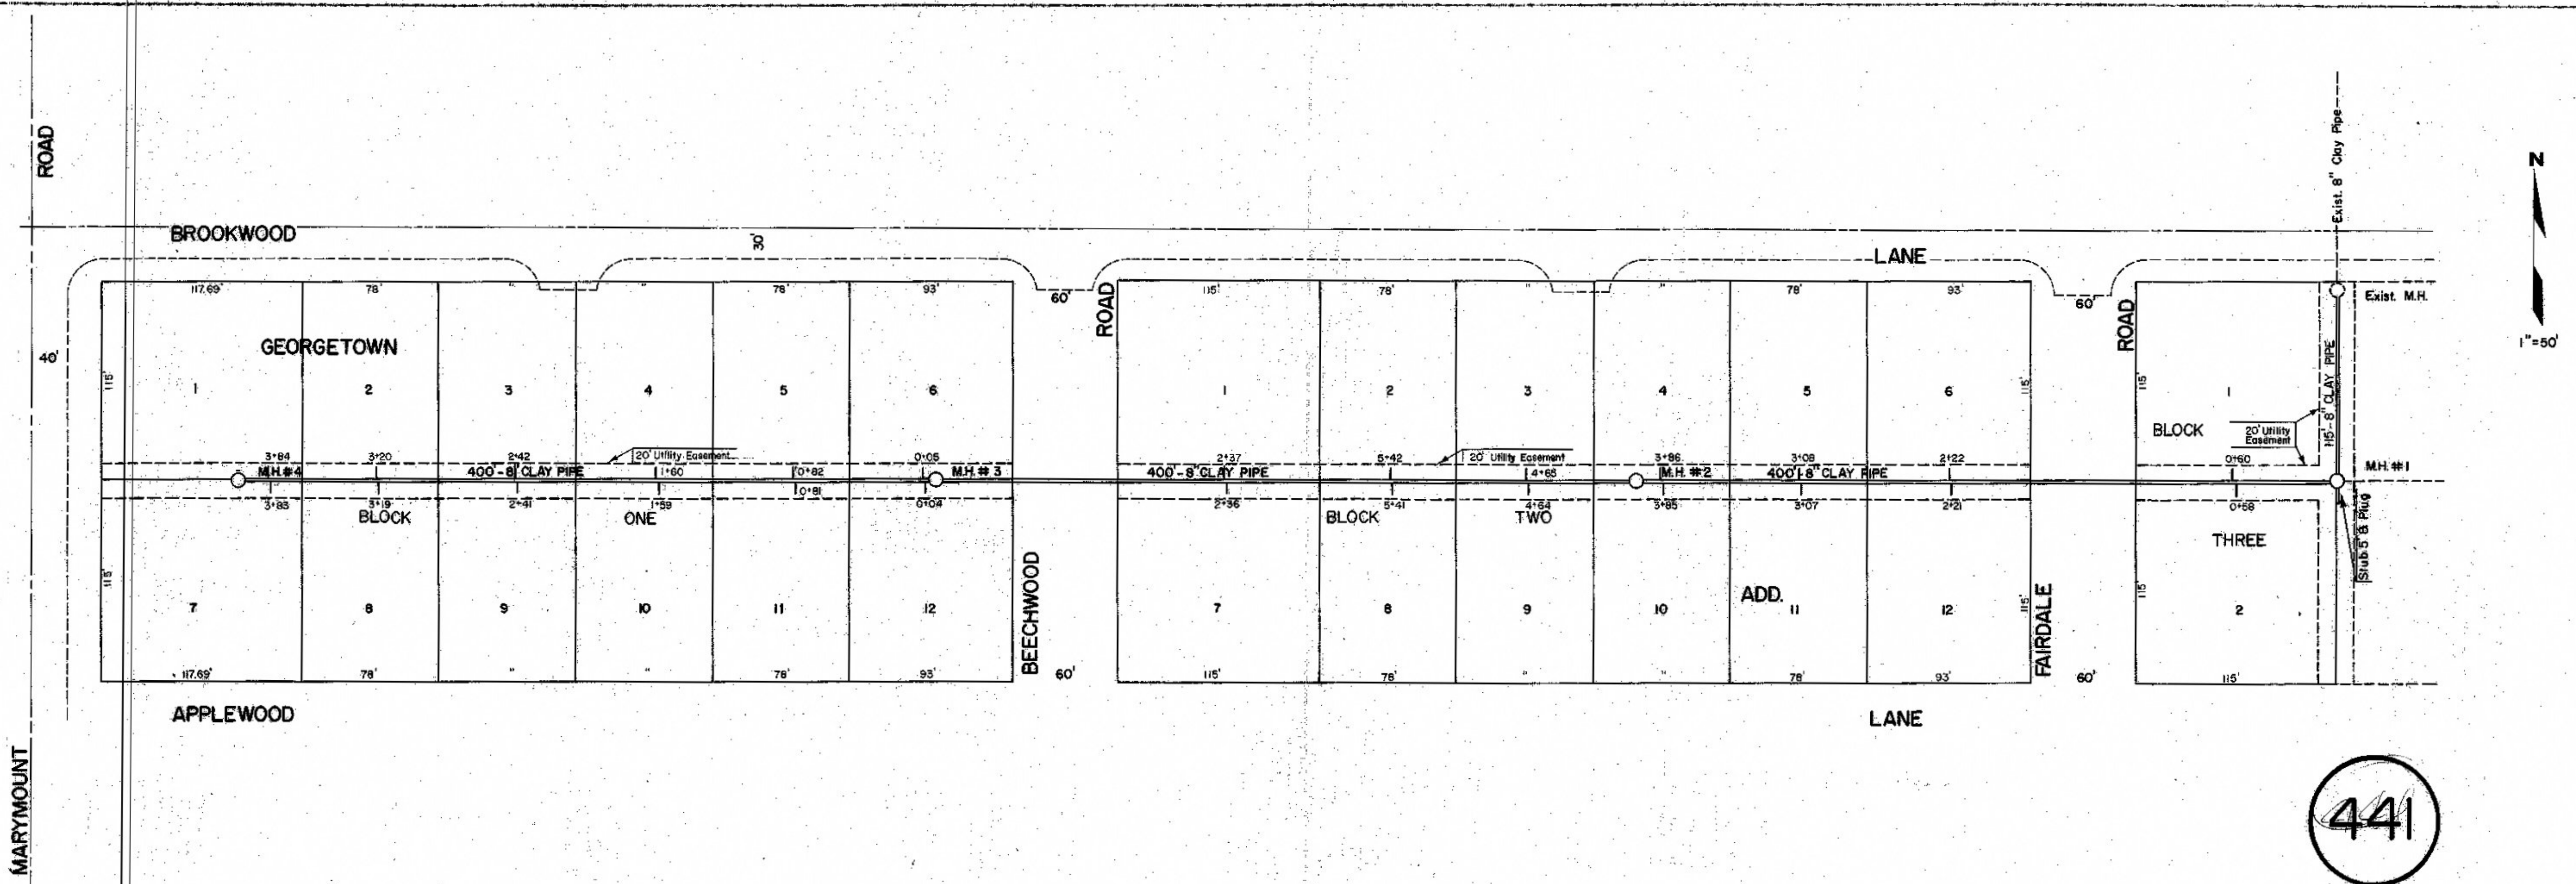 ROAD
Exist. 8" Clay Pipe
N
BROOKWOOD
30'
LANE
117.69'
78'
"
78'
93'
60'
ROAD
115'
78'
"
"
78'
93'
60'
ROAD
Exist. M.H.
1"=50'
40'
GEORGETOWN
115'
1
2
3
4
5
6
1
2
3
4
5
6
115'
115'
1
115'-8" CLAY PIPE
BLOCK
20' Utility
Easement
3+84
3+20
2+42
20' Utility Easement
0+05
2+37
5+42
20' Utility Easement
3+86
3+08
2+22
0+60
M.H.#4
400'-8" CLAY PIPE
1+60
0+82
M.H.#3
400'-8" CLAY PIPE
4+65
M.H.#2
400'-8" CLAY PIPE
M.H.#1
3+83
3+19
2+41
1+59
0+81
0+04
2+36
5+41
4+64
3+85
3+07
2+21
0+58
BLOCK
ONE
BLOCK
TWO
THREE
Stub 5' & Plug
115'
7
8
9
10
11
12
BEECHWOOD
7
8
9
10
ADD.
11
12
115'
FAIRDALE
115'
2
117.69'
78'
"
"
78'
93'
60'
115'
78'
"
"
78'
93'
60'
115'
APPLEWOOD
LANE
MARYMOUNT
441